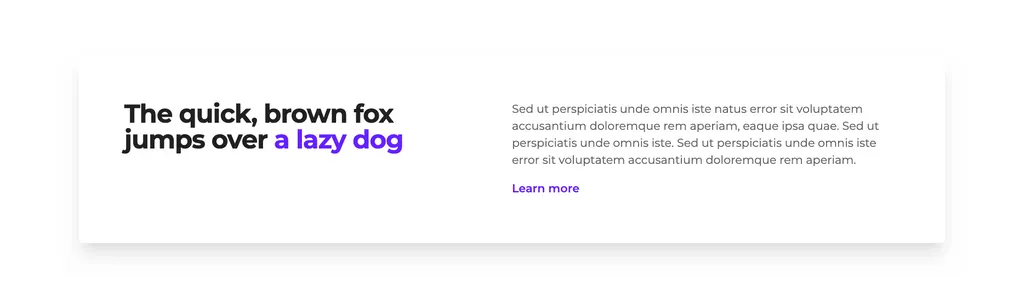 The quick, brown fox
jumps over a lazy dog
Sed ut perspiciatis unde omnis iste natus error sit voluptatem
accusantium doloremque rem aperiam, eaque ipsa quae. Sed ut
perspiciatis unde omnis iste. Sed ut perspiciatis unde omnis iste
error sit voluptatem accusantium doloremque rem aperiam.
Learn more